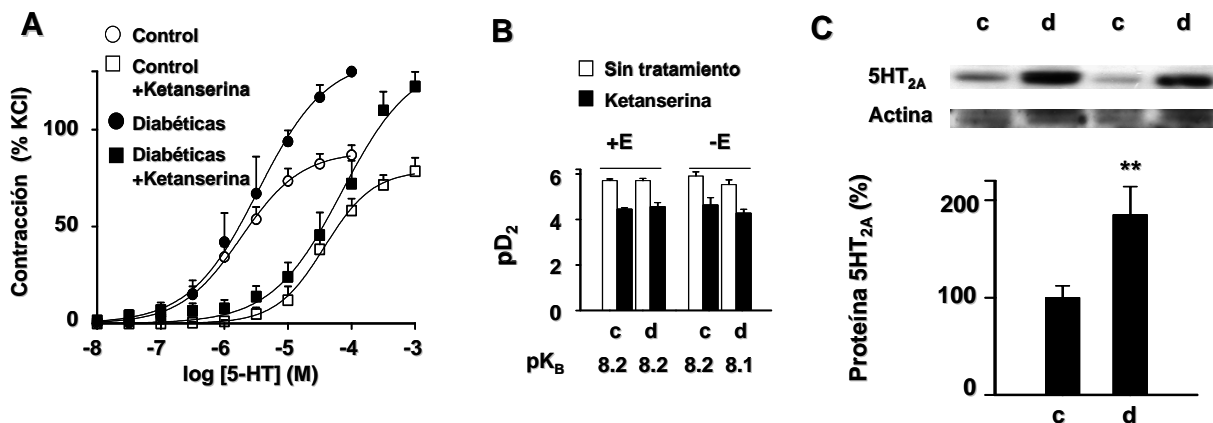 A
Control
Control
+Ketanserina
Diabéticas
Diabéticas
+Ketanserina
Contracción (% KCl)
100
50
0
-8 -7 -6 -5 -4 -3
log [5-HT] (M)
B
Sin tratamiento
Ketanserina
+E -E
pD2
6
4
2
0
c d c d
pKB 8.2 8.2 8.2 8.1
C
c d c d
5HT2A
Actina
**
Proteína 5HT2A (%)
200
100
0
c d